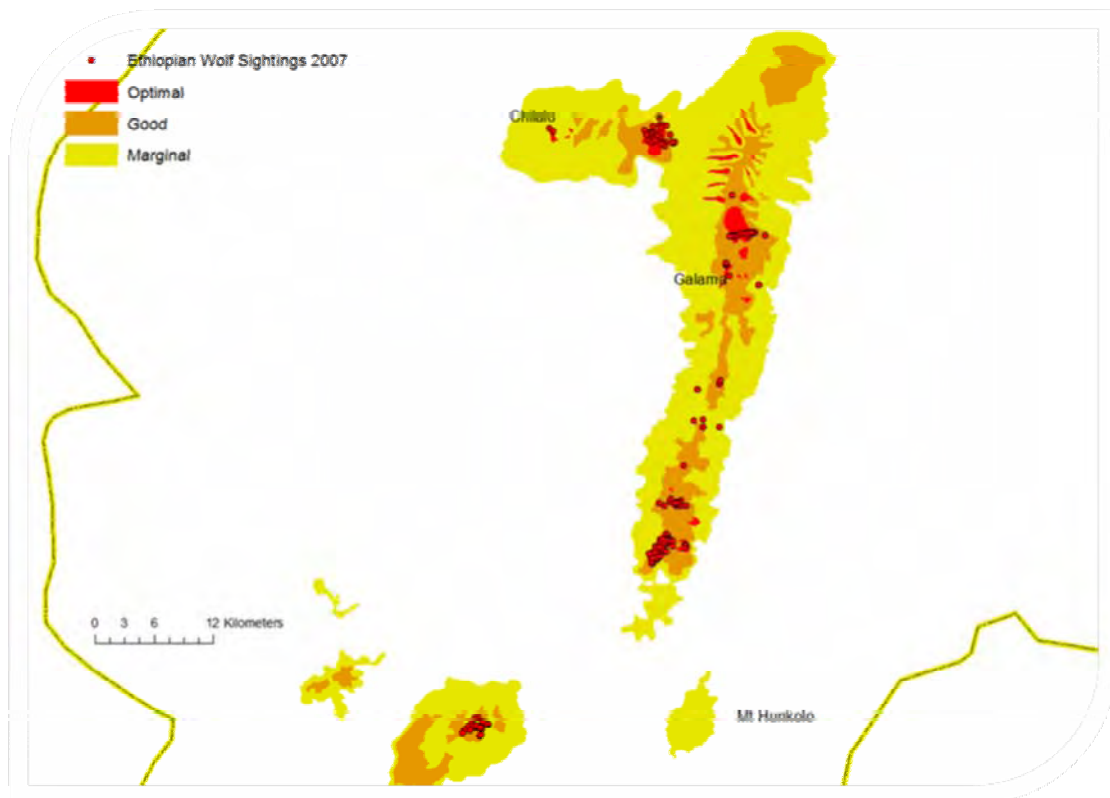 Ethiopian Wolf Sightings 2007
Optimal
Good
Marginal
Chilalo
Galama
0 3 6 12 Kilometers
Mt Hunkolo